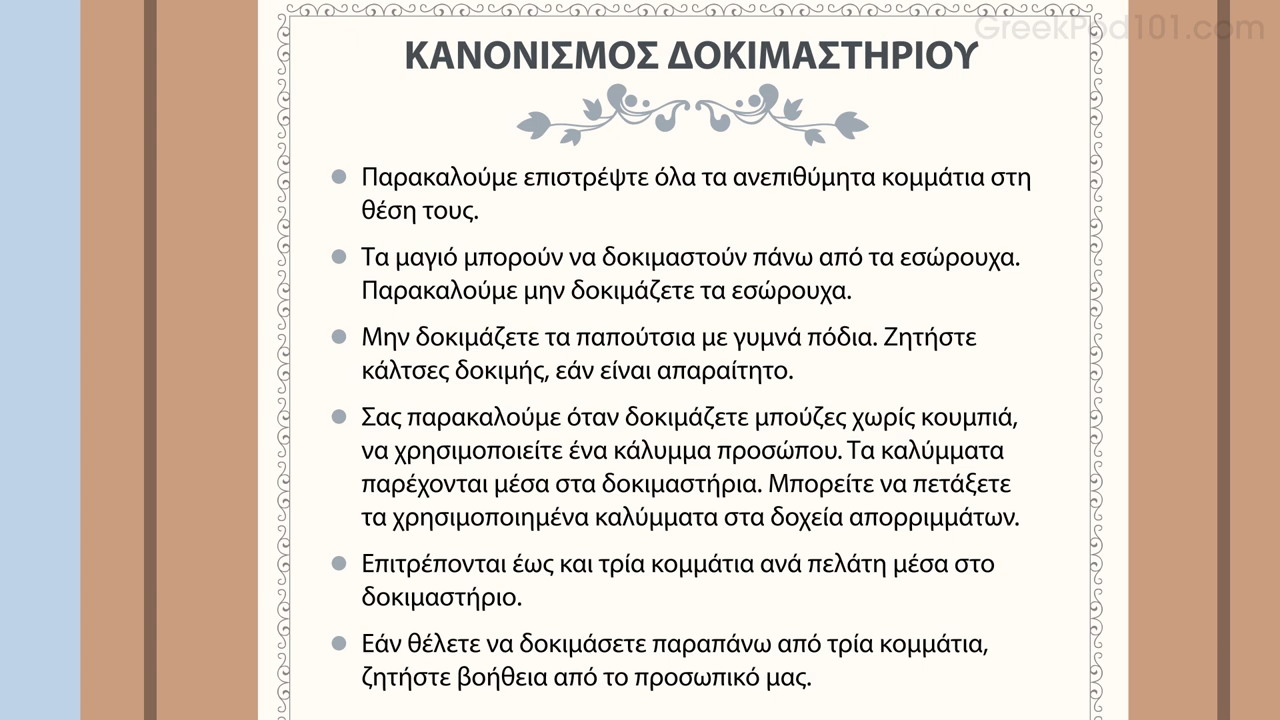 GreekPod101.com
ΚΑΝΟΝΙΣΜΟΣ ΔΟΚΙΜΑΣΤΗΡΙΟΥ
Παρακαλούμε επιστρέψτε όλα τα ανεπιθύμητα κομμάτια στη
θέση τους.
Τα μαγιό μπορούν να δοκιμαστούν πάνω από τα εσώρουχα.
Παρακαλούμε μην δοκιμάζετε τα εσώρουχα.
Μην δοκιμάζετε τα παπούτσια με γυμνά πόδια. Ζητήστε
κάλτσες δοκιμής, εάν είναι απαραίτητο.
Σας παρακαλούμε όταν δοκιμάζετε μπούζες χωρίς κουμπιά,
να χρησιμοποιείτε ένα κάλυμμα προσώπου. Τα καλύμματα
παρέχονται μέσα στα δοκιμαστήρια. Μπορείτε να πετάξετε
τα χρησιμοποιημένα καλύμματα στα δοχεία απορριμμάτων.
Επιτρέπονται έως και τρία κομμάτια ανά πελάτη μέσα στο
δοκιμαστήριο.
Εάν θέλετε να δοκιμάσετε παραπάνω από τρία κομμάτια,
ζητήστε βοήθεια από το προσωπικό μας.